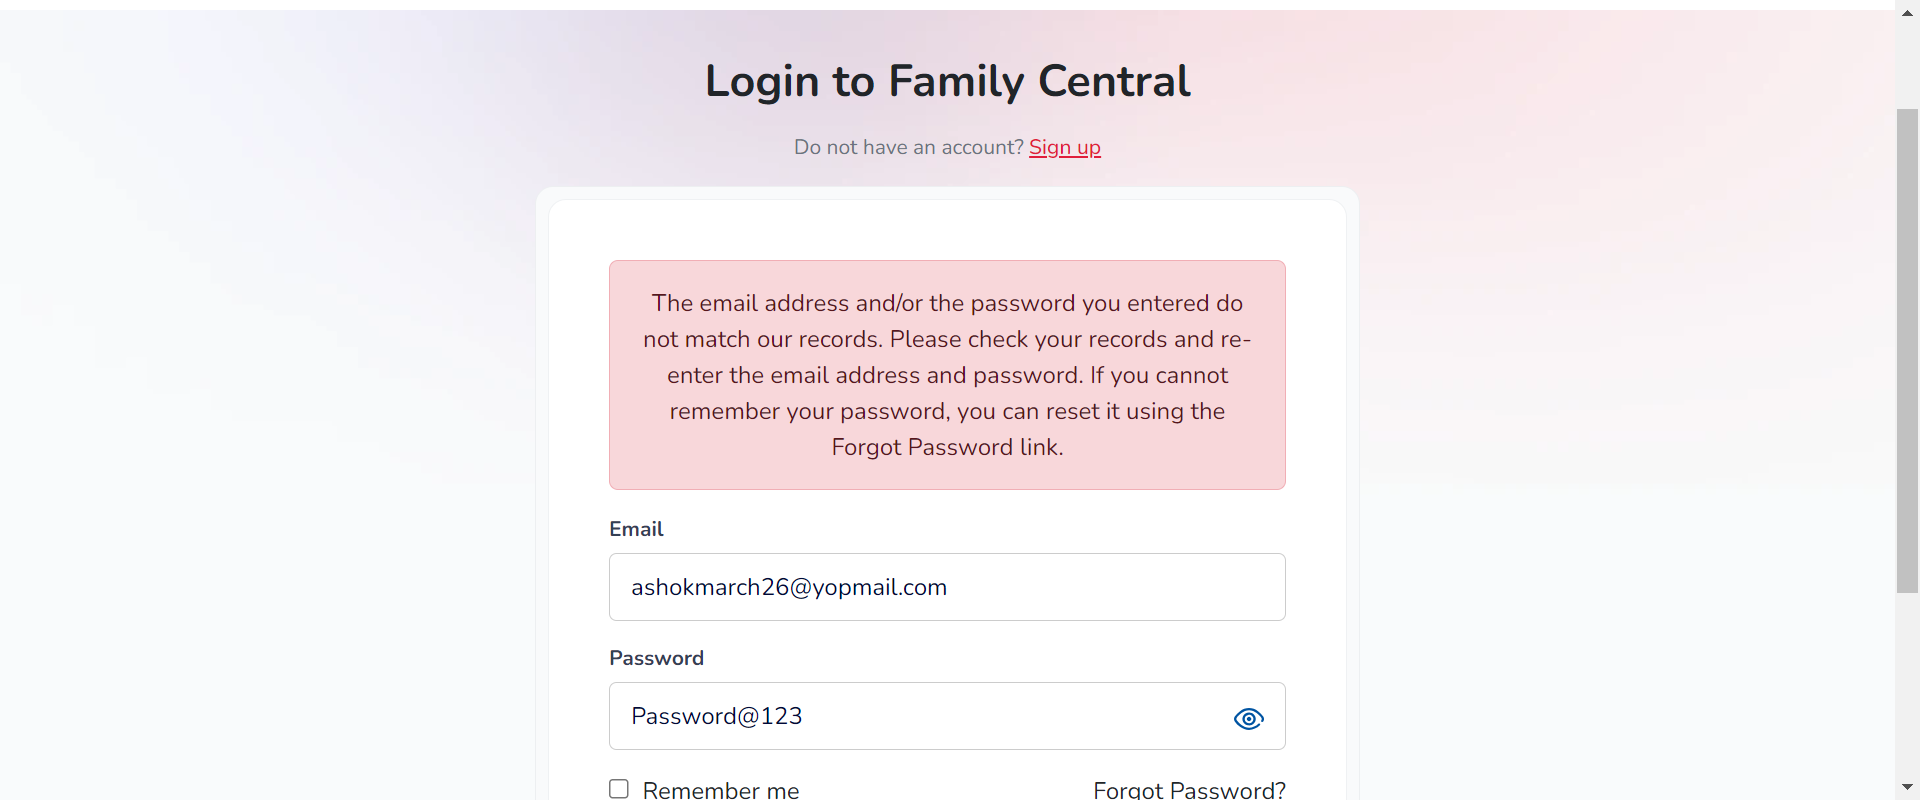 Login to Family Central
Do not have an account? Sign up
The email address and/or the password you entered do
not match our records. Please check your records and re-
enter the email address and password. If you cannot
remember your password, you can reset it using the
Forgot Password link.
Email
ashokmarch26@yopmail.com
Password
Password@123
Remember me Forgot Password?